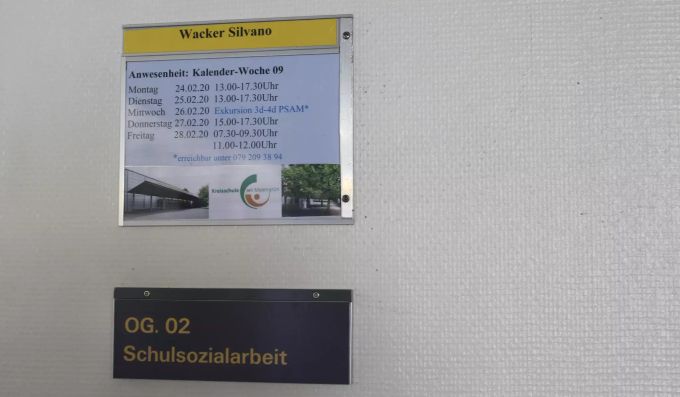 Wacker Silvano
Anwesenheit: Kalender-Woche 09
Montag 24.02.20 13.00-17.30Uhr
Dienstag 25.02.20 13.00-17.30Uhr
Mittwoch 26.02.20 Exkursion 3d-4d PSAM*
Donnerstag 27.02.20 15.00-17.30Uhr
Freitag 28.02.20 07.30-09.30Uhr
11.00-12.00Uhr
*erreichbar unter 079 209 38 94
Kreisschule
OG. 02
Schulsozialarbeit